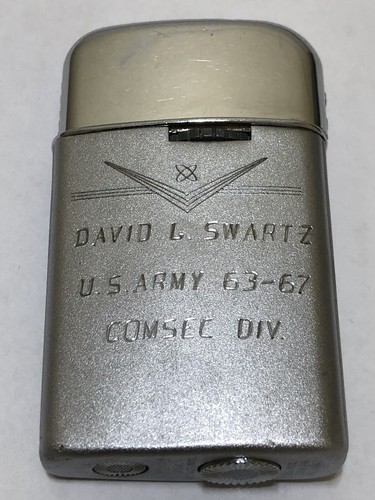 DAVID L. SWARTZ
U.S. ARMY 63-67
COMSEC DIV.